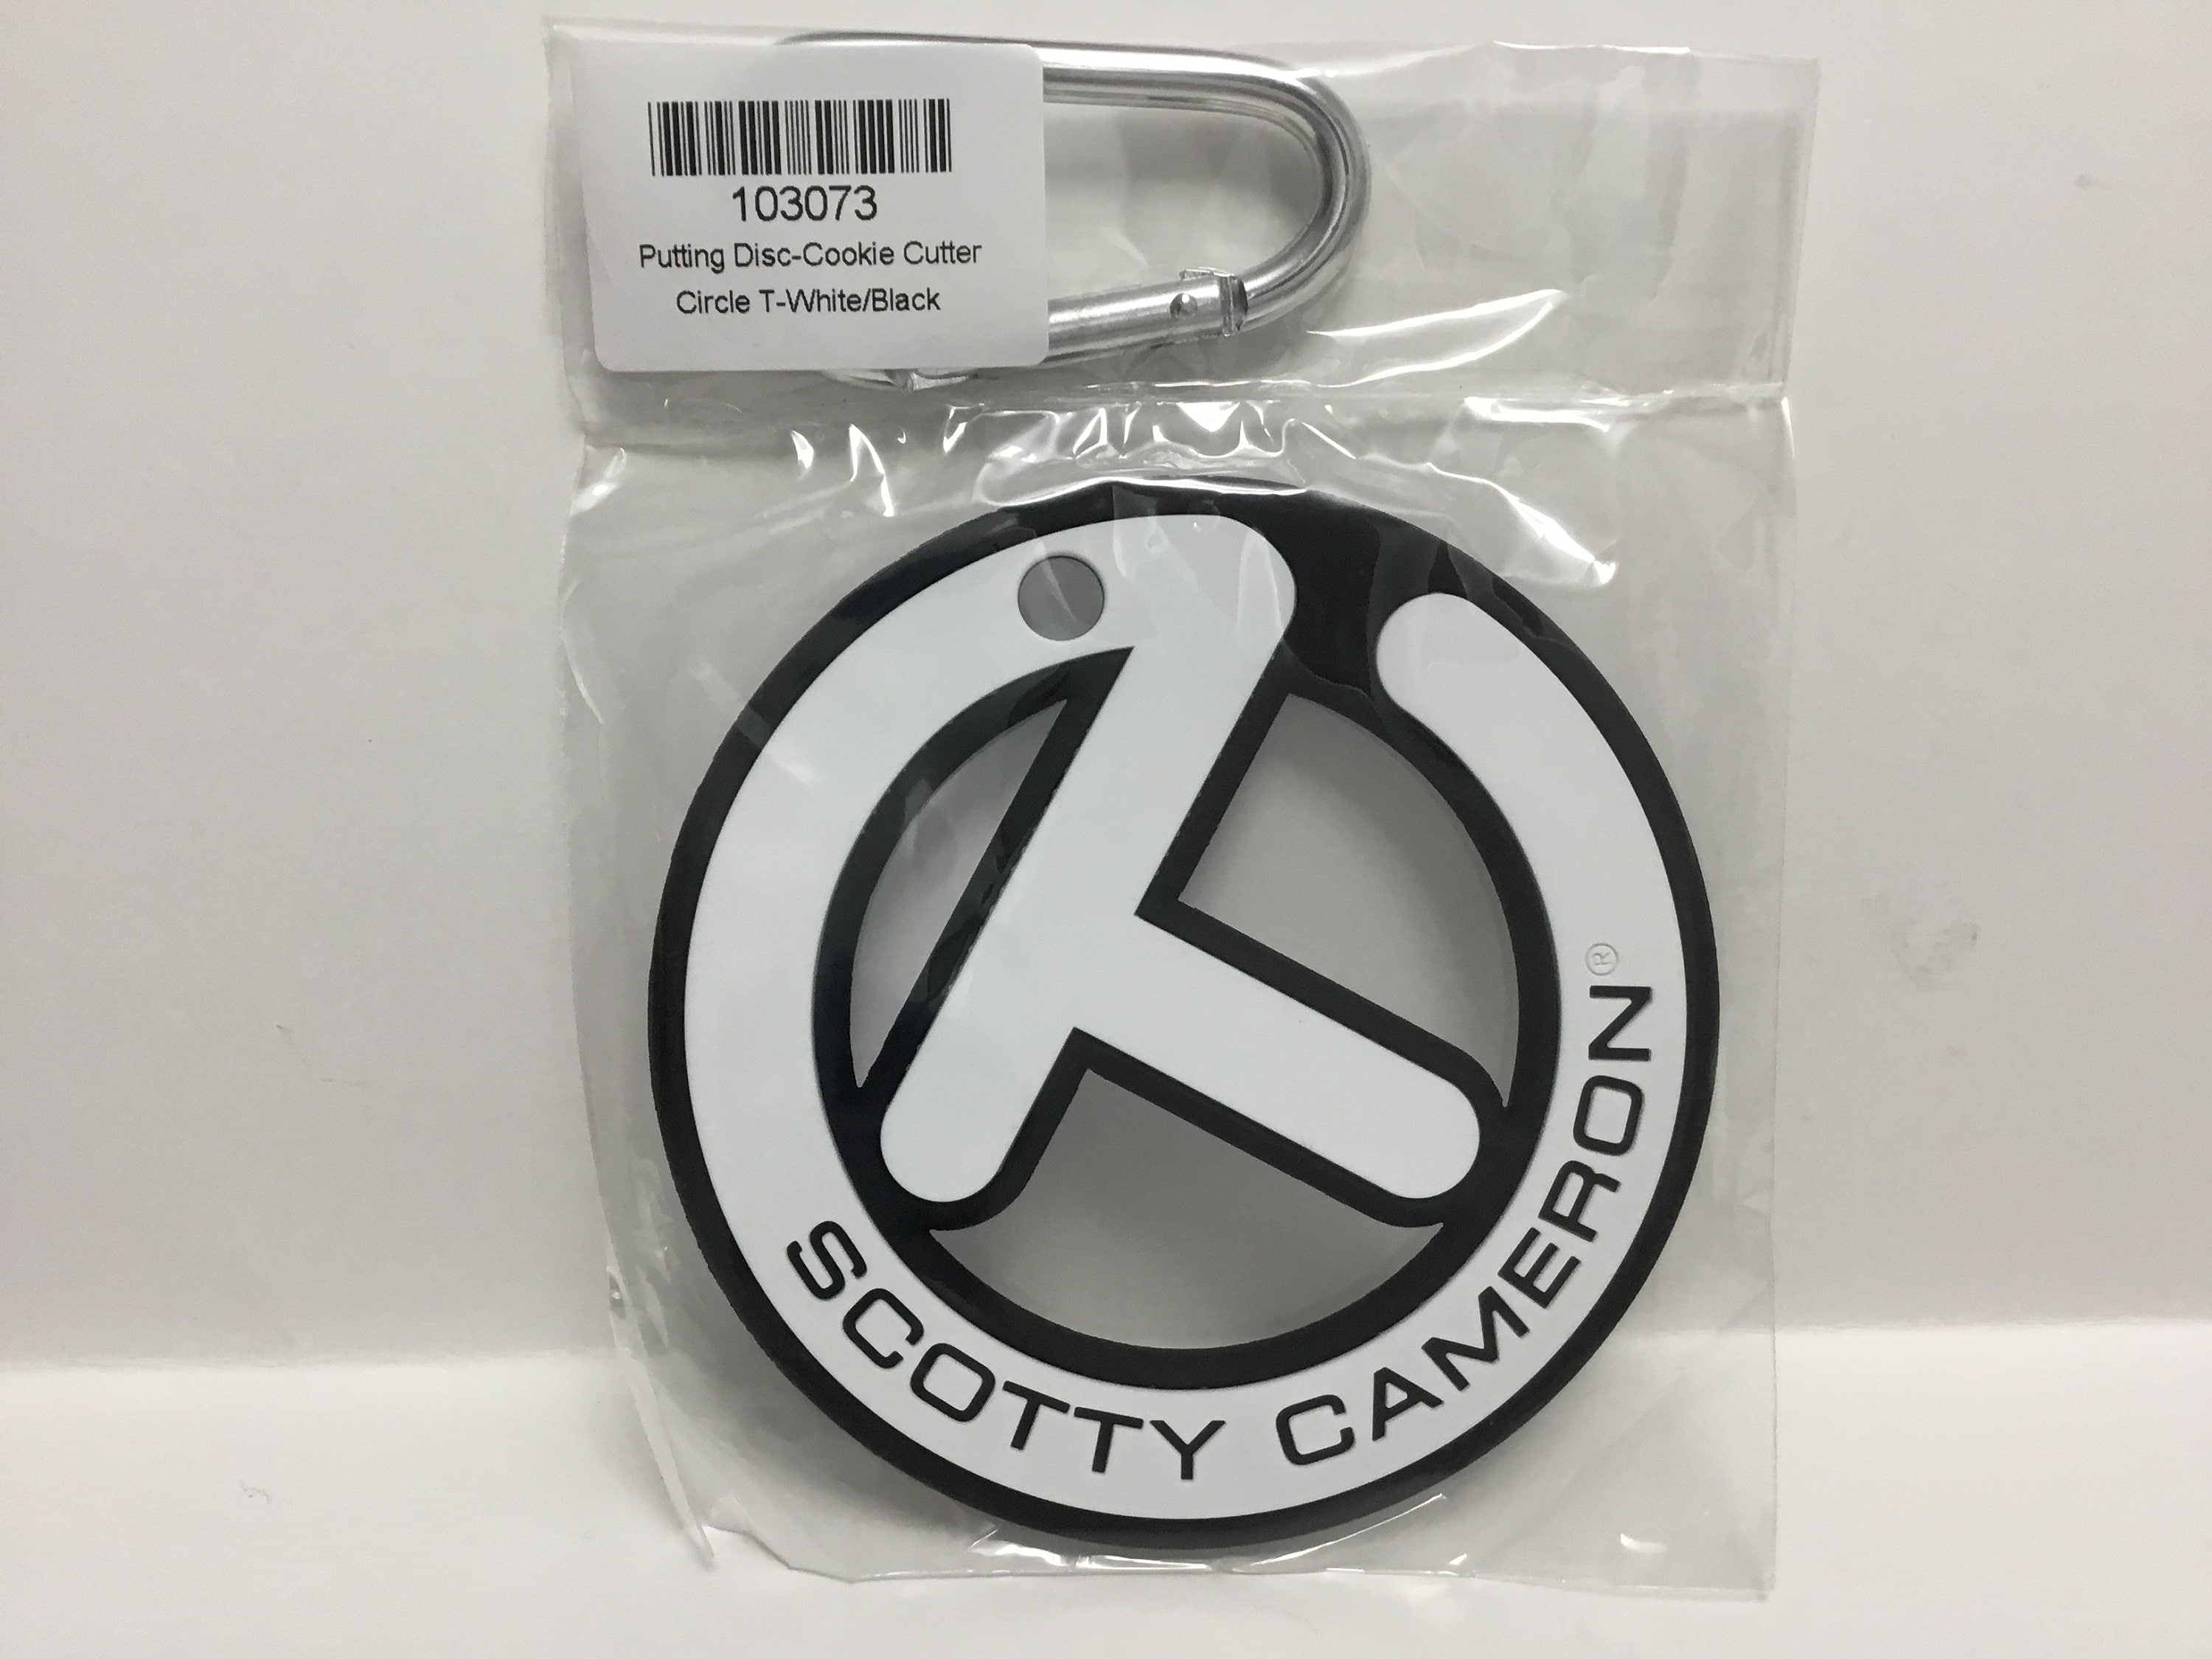 103073
Putting Disc-Cookie Cutter
Circle T-White/Black
SCOTTY CAMERON®